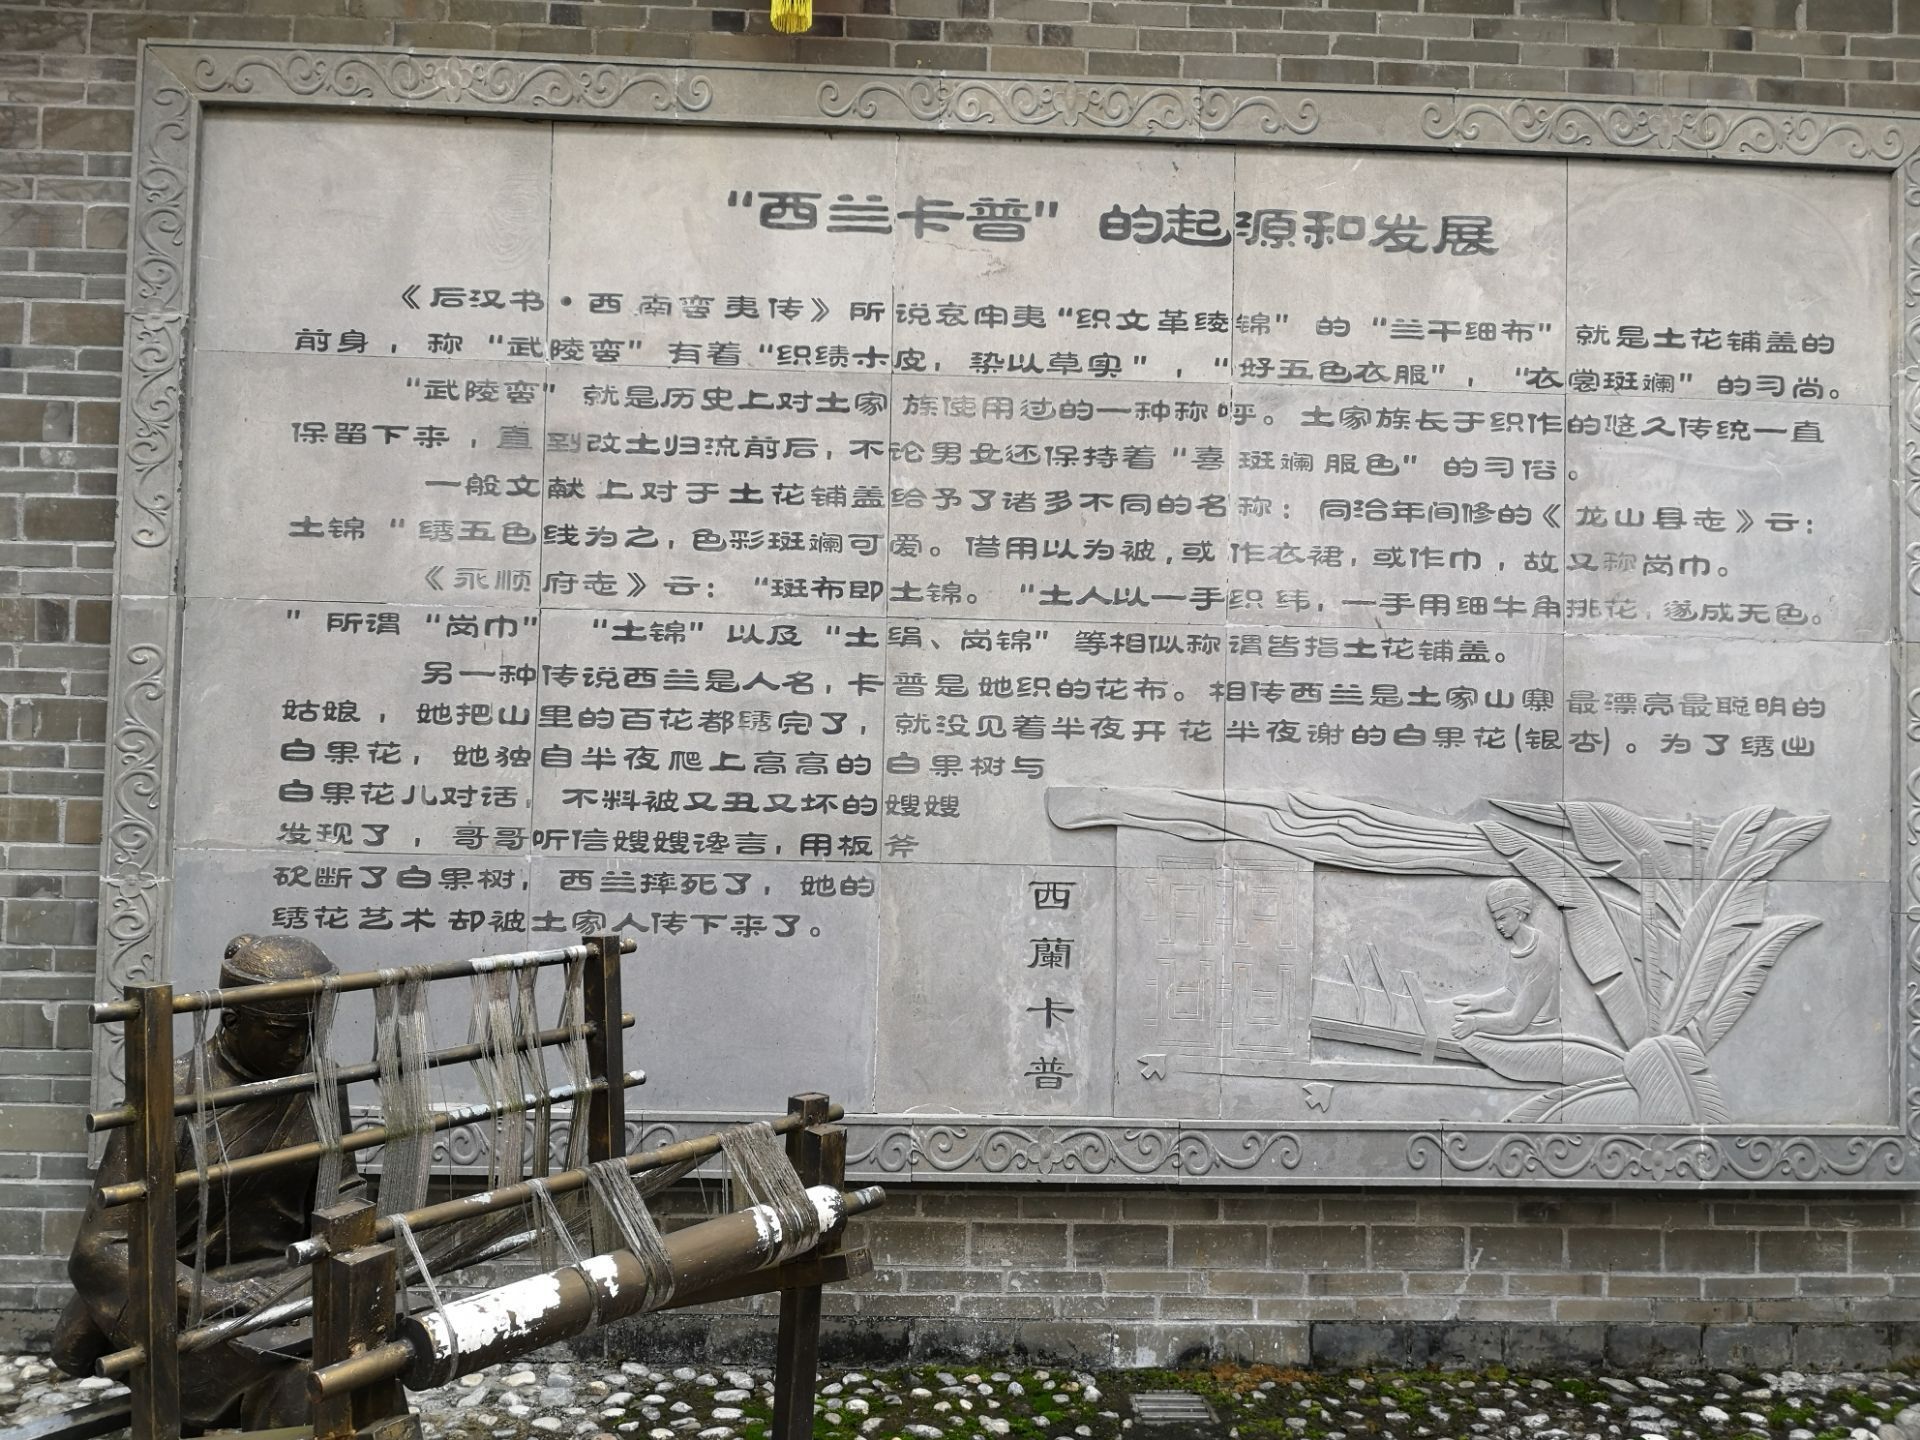 “西兰卡普”的起源和发展
《后汉书·西南蛮夷传》所说哀牢夷“织文革绫锦”的“兰干细布”就是土花铺盖的
前身，称“武陵蛮”有着“织绩木皮，染以草实”，“好五色衣服”，“衣裳斑斓”的习尚。
“武陵蛮”就是历史上对土家族使用过的一种称呼。土家族长于织作的悠久传统一直
保留下来，直到改土归流前后，不论男女还保持着“喜斑斓服色”的习俗。
一般文献上对于土花铺盖给予了诸多不同的名称：同治年间修的《龙山县志》云：
土锦“绣五色线为之，色彩斑斓可爱。借用以为被，或作衣裙，或作巾，故又称岗巾。
《永顺府志》云：“斑布即土锦。“土人以一手织纬，一手用细牛角挑花，遂成无色。
”所谓“岗巾”“土锦”以及“土绢、岗锦”等相似称谓皆指土花铺盖。
另一种传说西兰是人名，卡普是她织的花布。相传西兰是土家山寨最漂亮最聪明的
姑娘，她把山里的百花都绣完了，就没见着半夜开花半夜谢的白果花(银杏)。为了绣出
白果花，她独自半夜爬上高高的白果树与
白果花儿对话，不料被又丑又坏的嫂嫂
发现了，哥哥听信嫂嫂谗言，用板斧
砍断了白果树，西兰摔死了，她的
绣花艺术却被土家人传下来了。
西蘭卡普